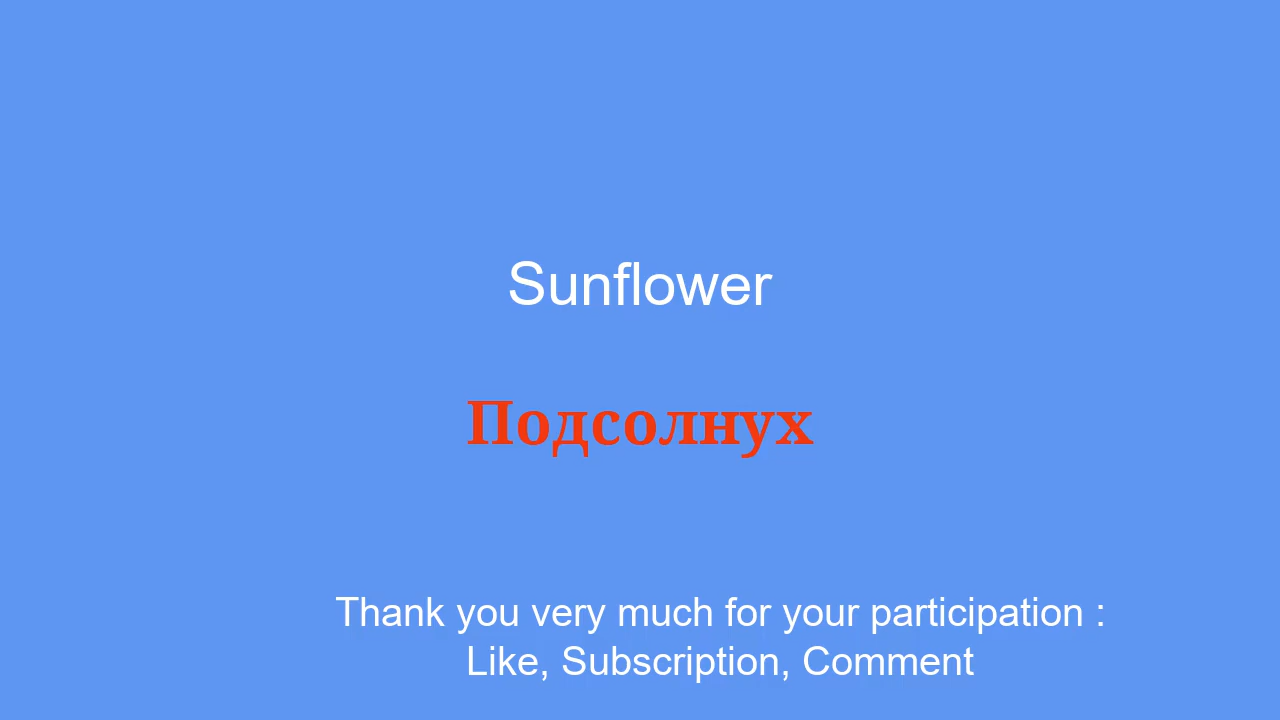 Sunflower
Подсолнух
Thank you very much for your participation :
Like, Subscription, Comment